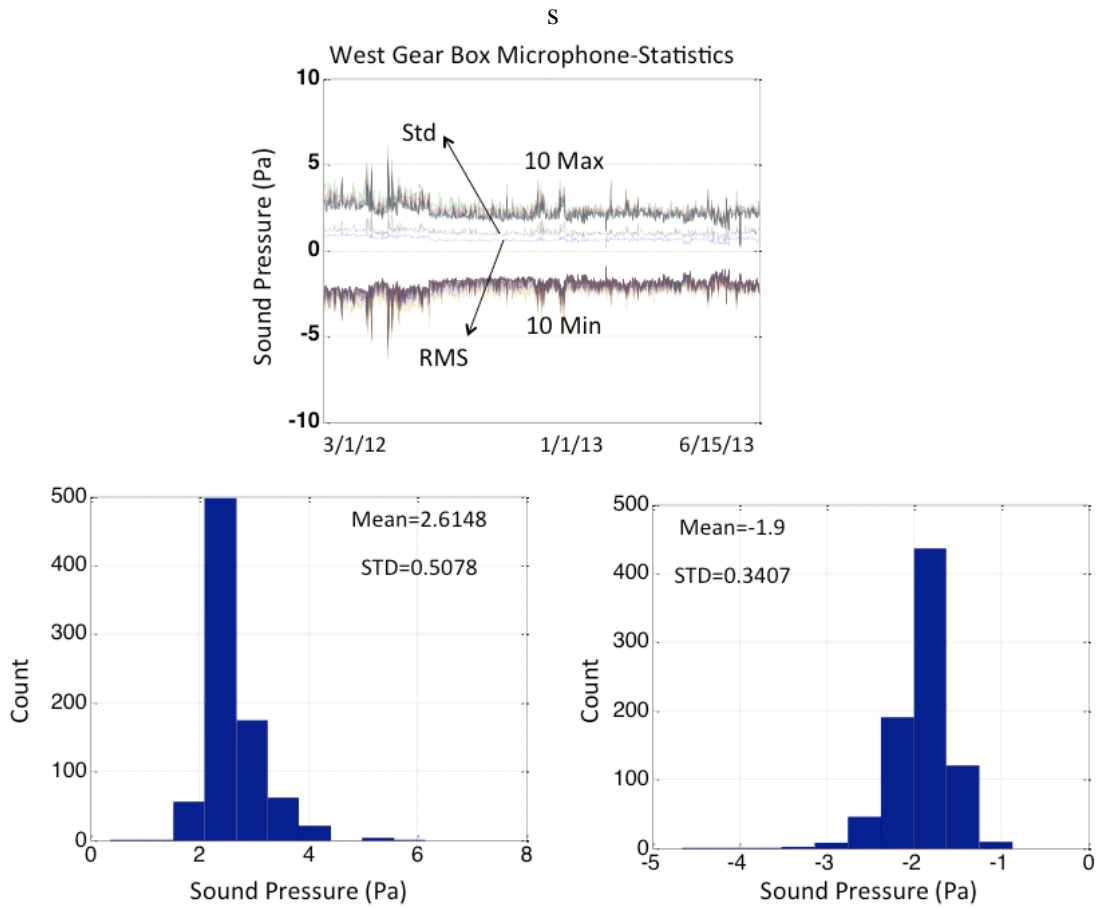 s
West Gear Box Microphone-Statistics
10
5
0
-5
-10
Sound Pressure (Pa)
Std
10 Max
10 Min
RMS
3/1/12 1/1/13 6/15/13
500
400
300
200
100
0
Count
Mean=2.6148
STD=0.5078
0 2 4 6 8
Sound Pressure (Pa)
500
400
300
200
100
0
Count
Mean=-1.9
STD=0.3407
-5 -4 -3 -2 -1 0
Sound Pressure (Pa)